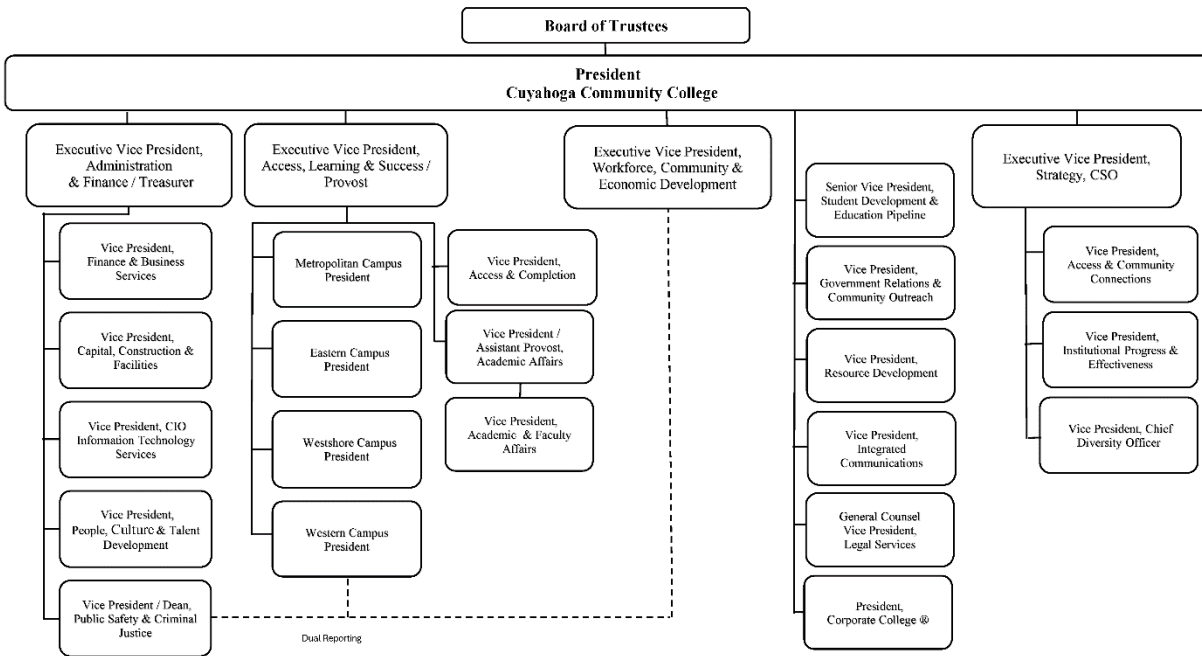 Board of Trustees
President
Cuyahoga Community College
Executive Vice President,
Administration
& Finance / Treasurer
Vice President,
Finance & Business
Services
Vice President,
Capital, Construction &
Facilities
Vice President, CIO
Information Technology
Services
Vice President,
People, Culture & Talent
Development
Vice President / Dean,
Public Safety & Criminal
Justice
Executive Vice President,
Access, Learning & Success /
Provost
Metropolitan Campus
President
Eastern Campus
President
Westshore Campus
President
Western Campus
President
Vice President,
Access & Completion
Vice President /
Assistant Provost,
Academic Affairs
Vice President,
Academic & Faculty
Affairs
Executive Vice President,
Workforce, Community &
Economic Development
Dual Reporting
Senior Vice President,
Student Development &
Education Pipeline
Vice President,
Government Relations &
Community Outreach
Vice President,
Resource Development
Vice President,
Integrated
Communications
General Counsel
Vice President,
Legal Services
President,
Corporate College ®
Executive Vice President,
Strategy, CSO
Vice President,
Access & Community
Connections
Vice President,
Institutional Progress &
Effectiveness
Vice President, Chief
Diversity Officer